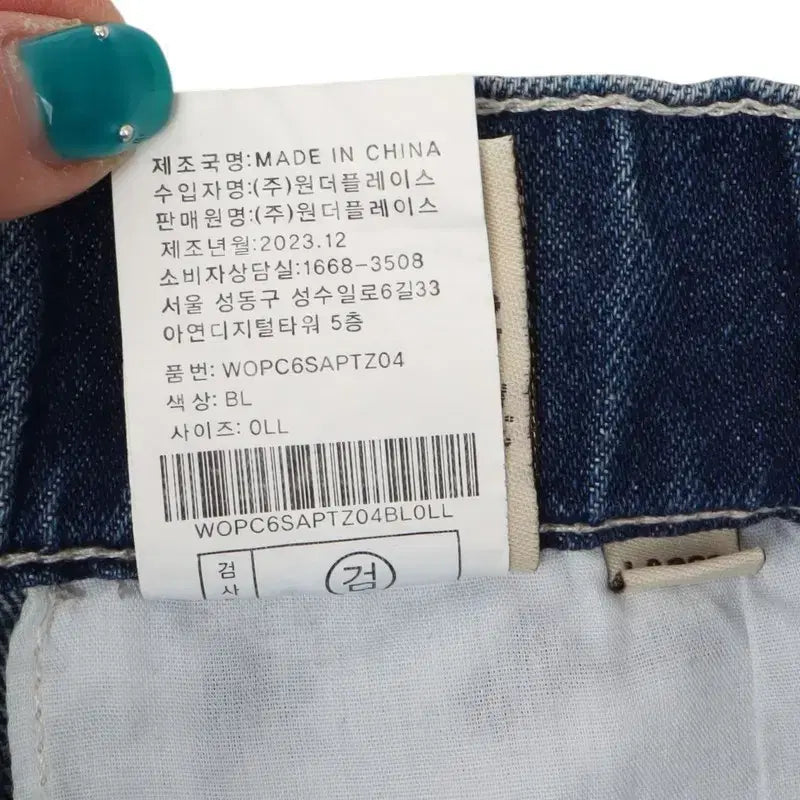 제조국명:MADE IN CHINA
수입자명:(주)원더플레이스
판매원명:(주)원더플레이스
제조년월:2023.12
소비자상담실:1668-3508
서울 성동구 성수일로6길33
아연디지털타워 5층
품번: WOPC6SAPTZ04
색상: BL
사이즈: 0LL
WOPC6SAPTZ04BL0LL
검
검